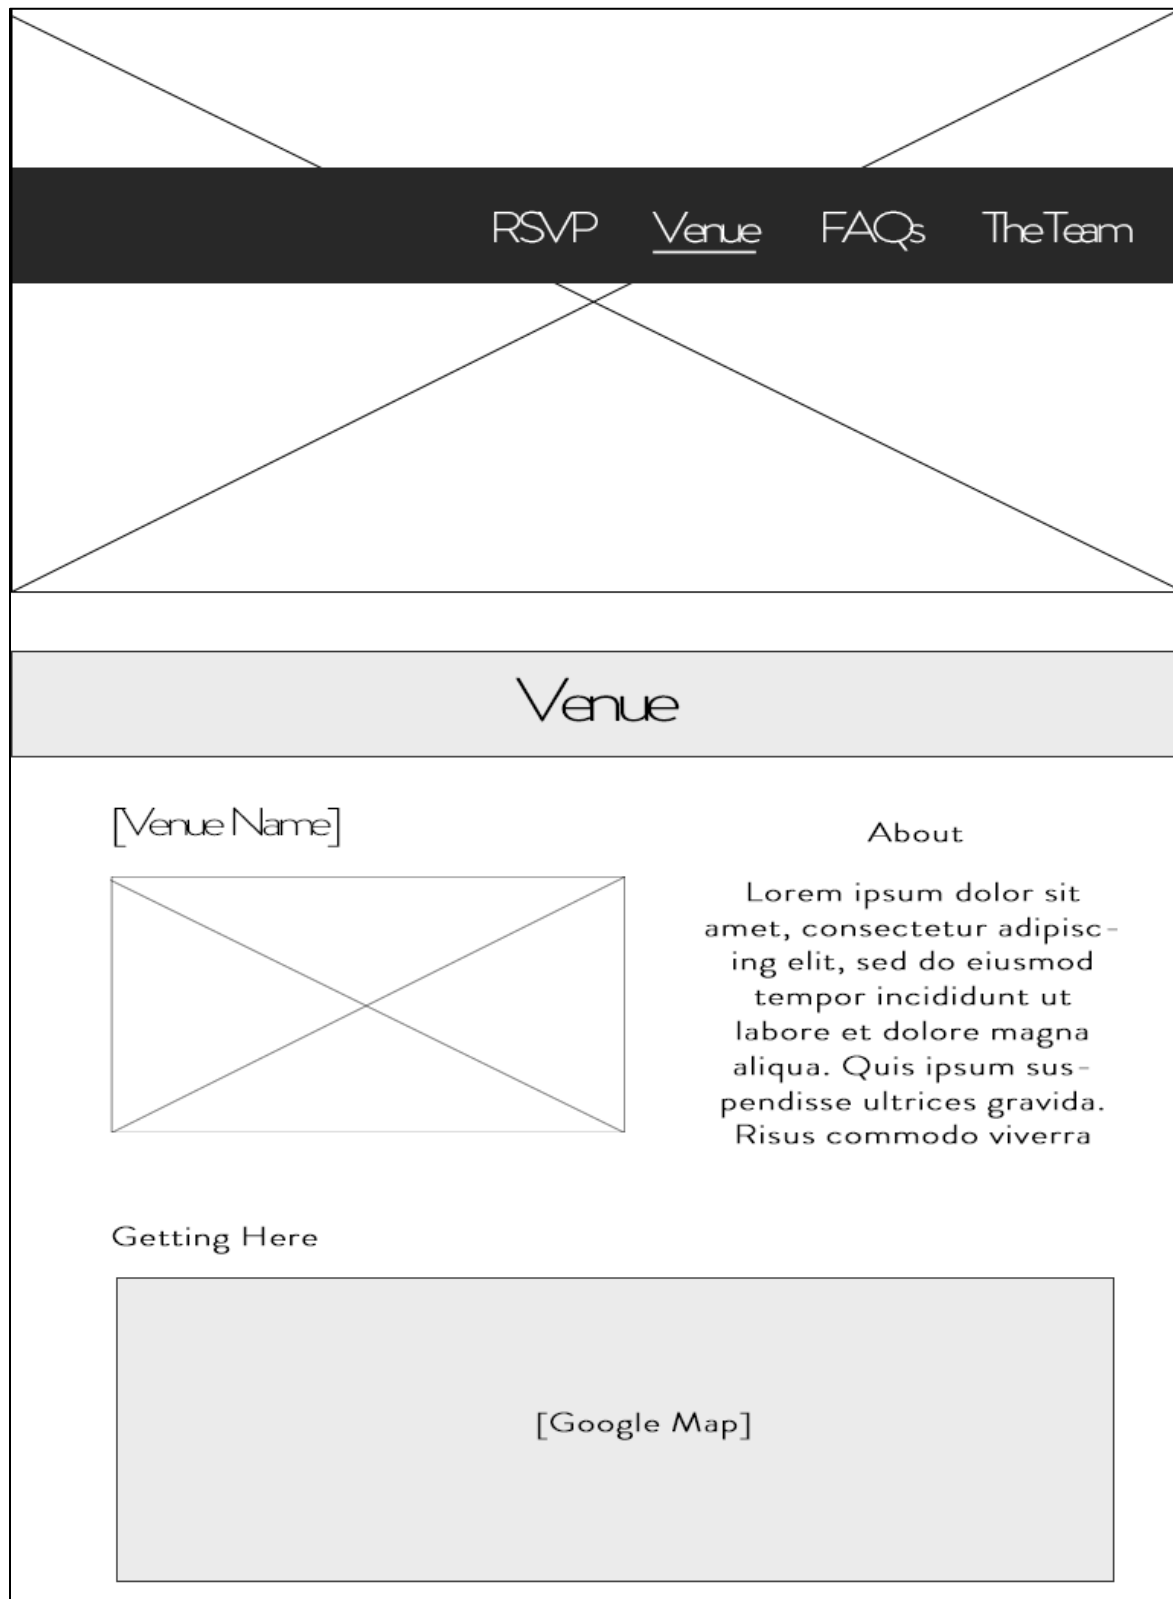 RSVP Venue FAQs The Team
Venue
[Venue Name]
About
Lorem ipsum dolor sit
amet, consectetur adipisc-
ing elit, sed do eiusmod
tempor incididunt ut
labore et dolore magna
aliqua. Quis ipsum sus-
pendisse ultrices gravida.
Risus commodo viverra
Getting Here
[Google Map]